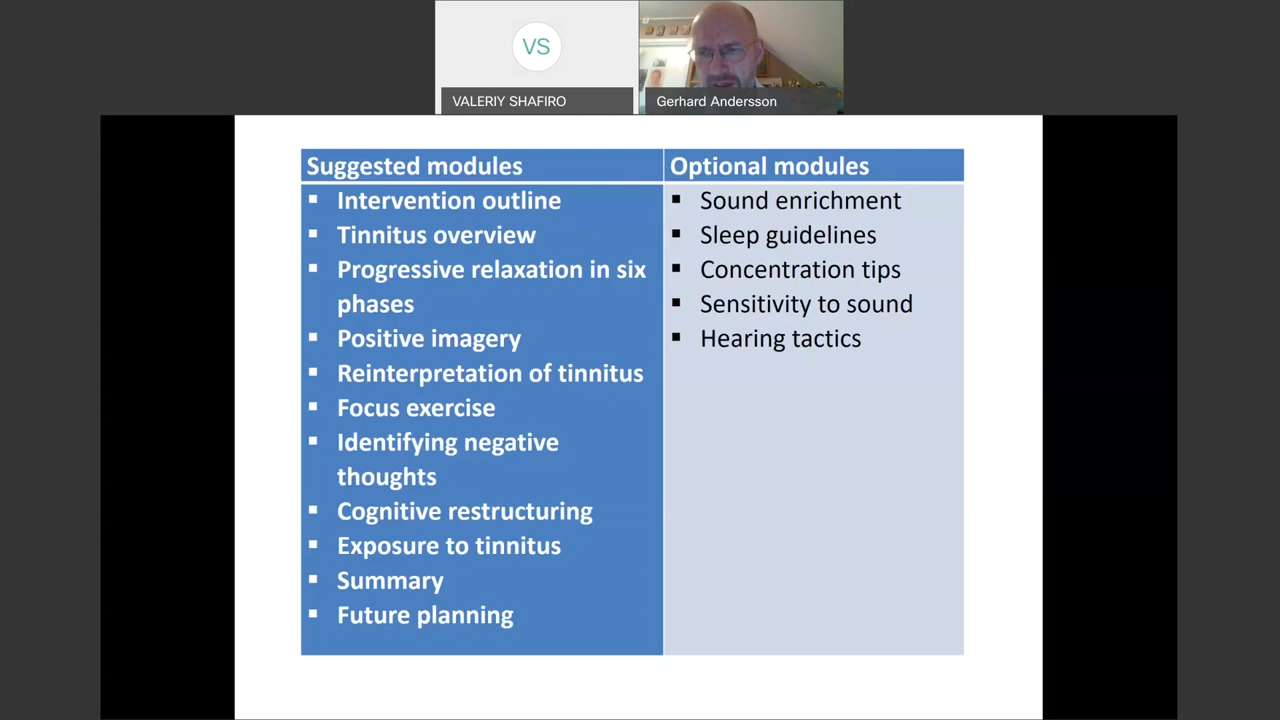 VS
VALERIY SHAFIRO
Gerhard Andersson
Suggested modules
Intervention outline
Tinnitus overview
Progressive relaxation in six
phases
Positive imagery
Reinterpretation of tinnitus
Focus exercise
Identifying negative
thoughts
Cognitive restructuring
Exposure to tinnitus
Summary
Future planning
Optional modules
Sound enrichment
Sleep guidelines
Concentration tips
Sensitivity to sound
Hearing tactics